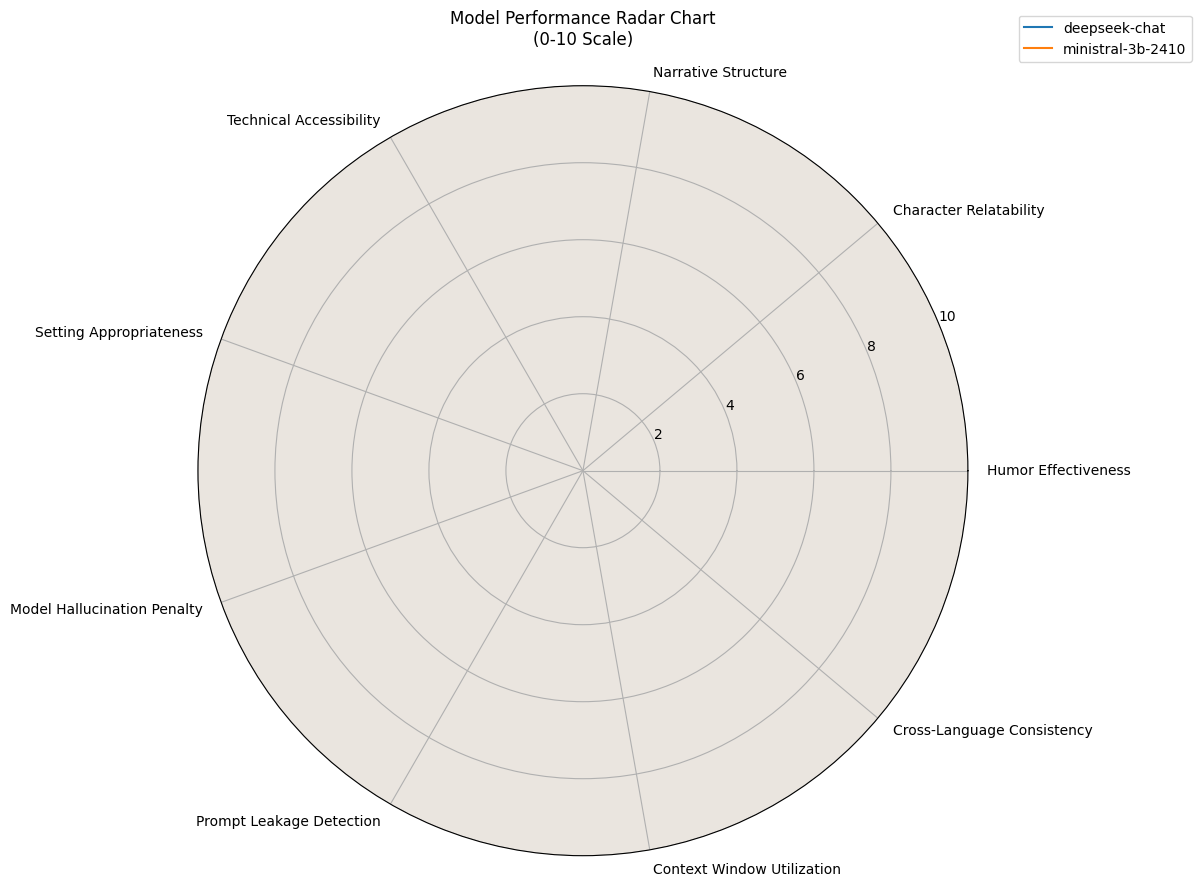 Model Performance Radar Chart
(0-10 Scale)
deepseek-chat
ministral-3b-2410
Narrative Structure
Technical Accessibility
Character Relatability
Setting Appropriateness
10
8
6
4
2
Humor Effectiveness
Model Hallucination Penalty
Cross-Language Consistency
Prompt Leakage Detection
Context Window Utilization